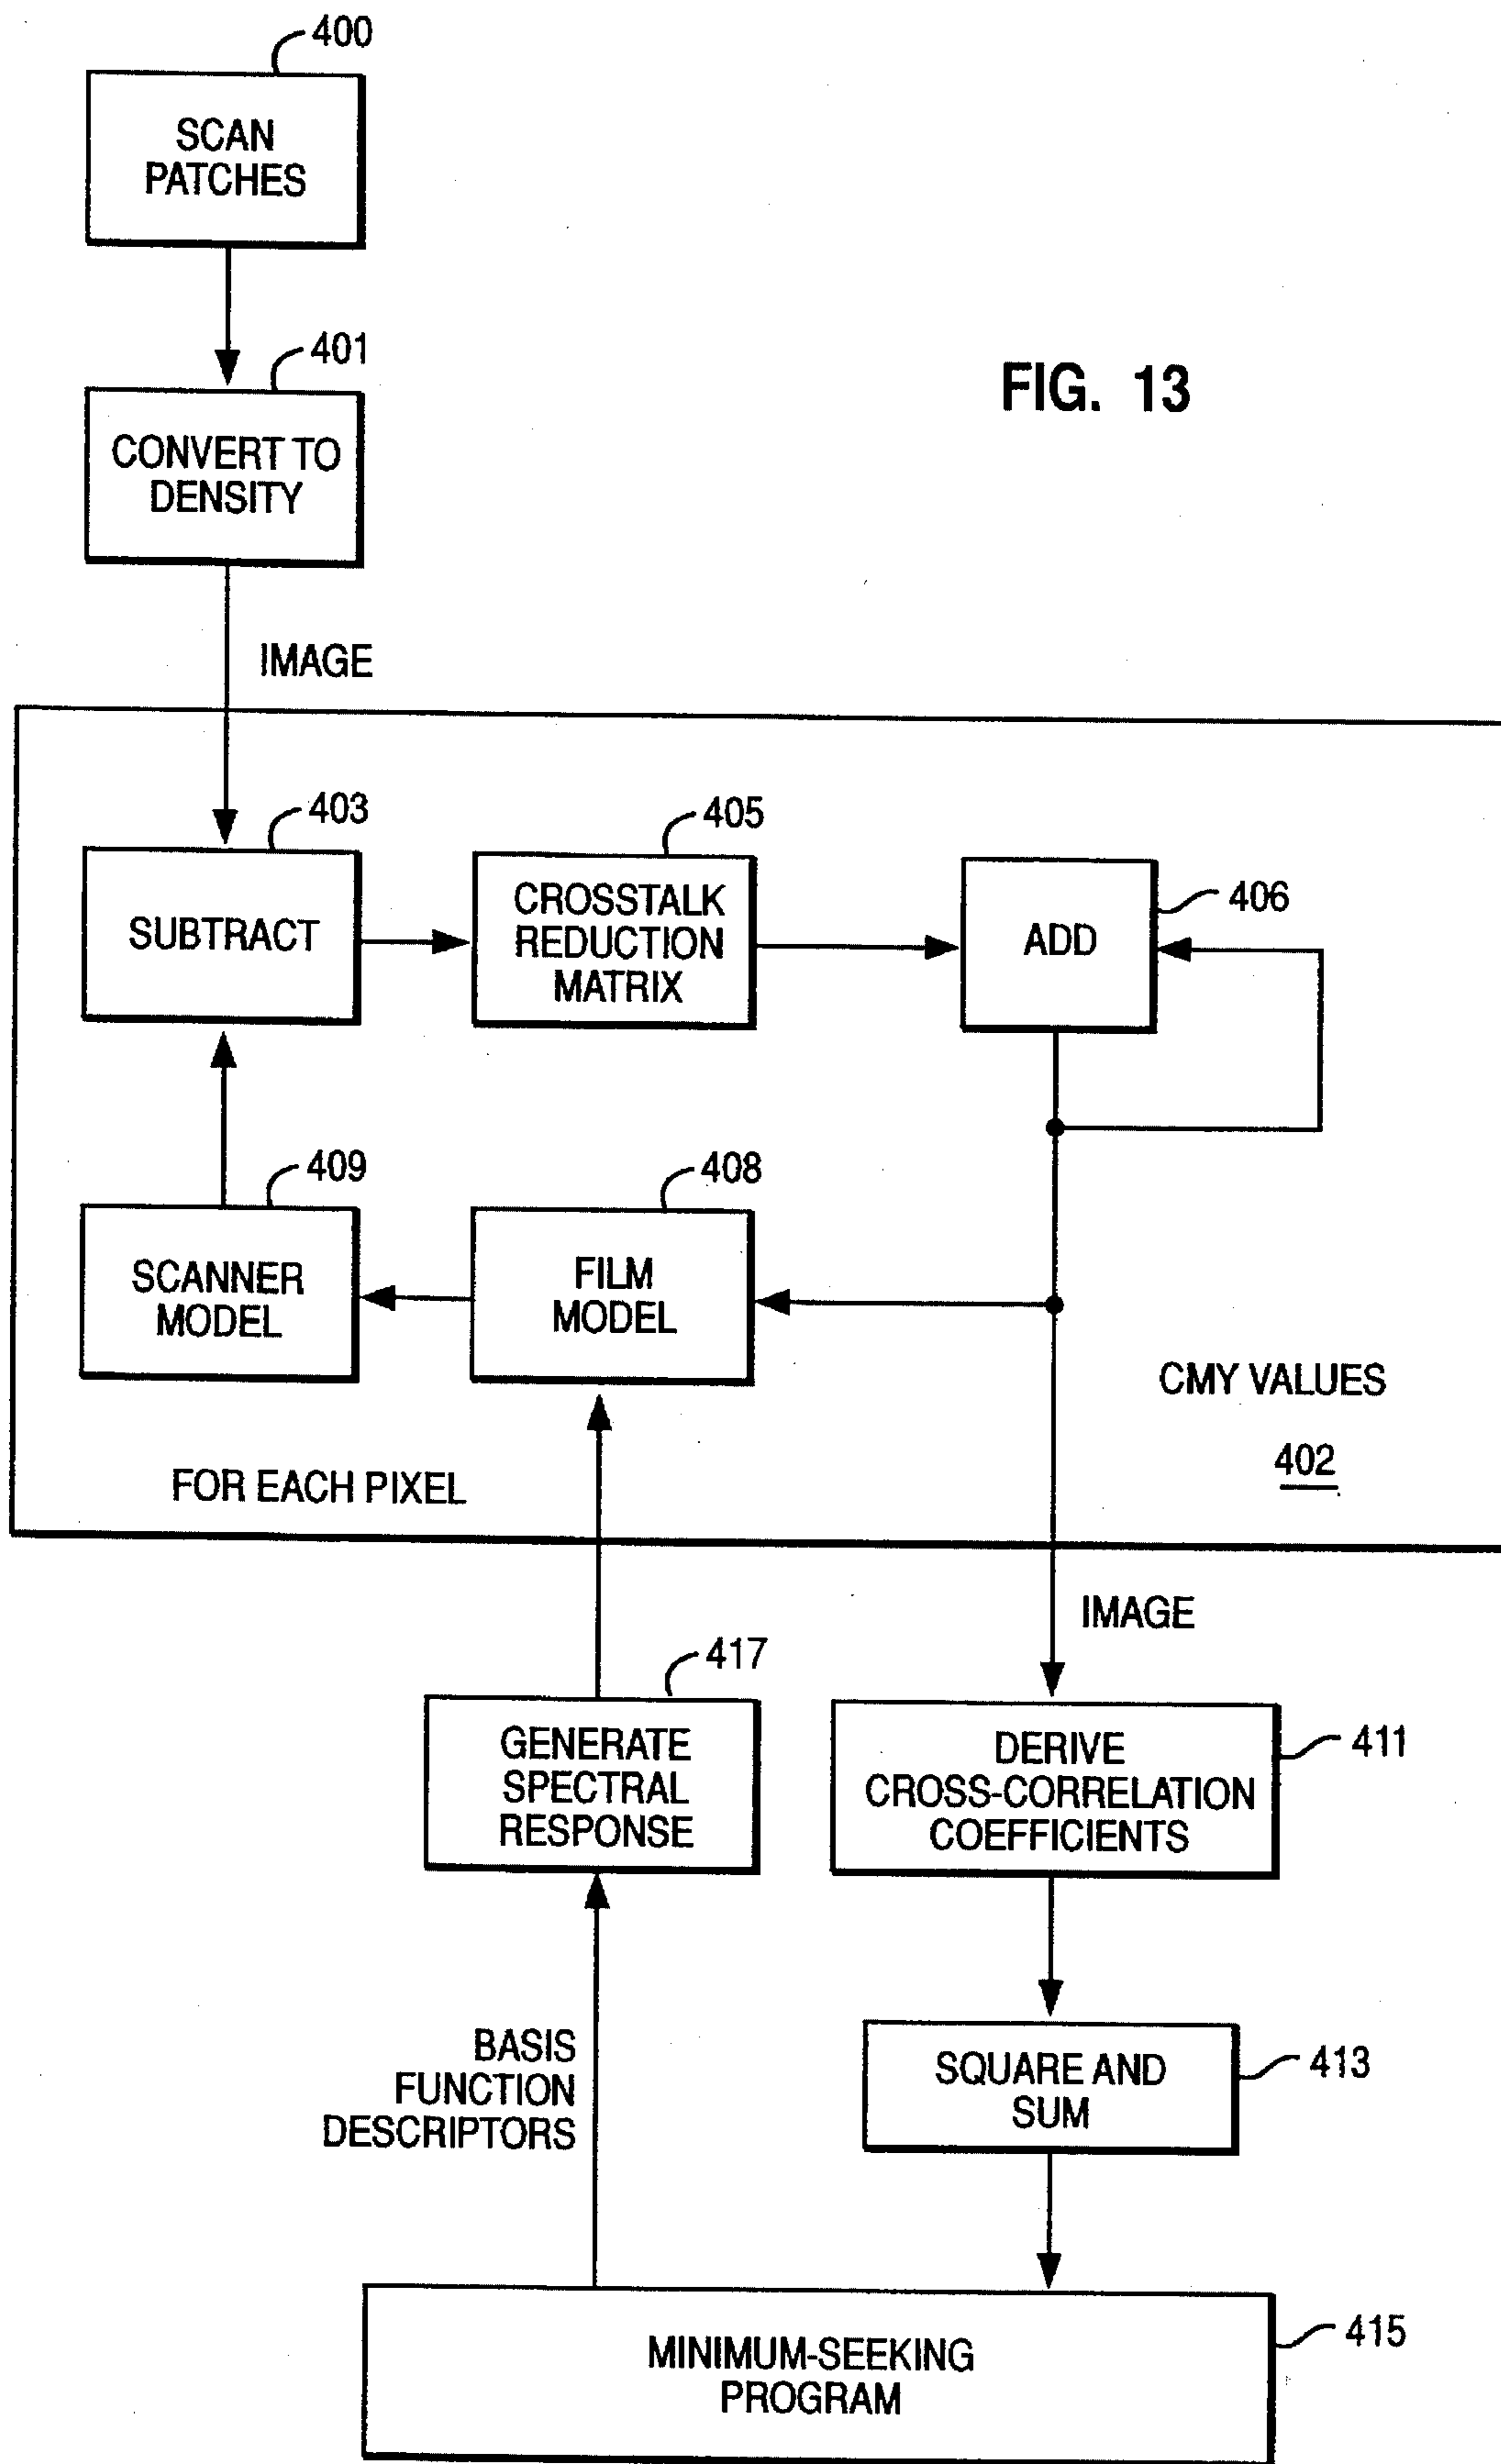 400
SCAN
PATCHES
401
CONVERT TO
DENSITY
FIG. 13
IMAGE
403
SUBTRACT
405
CROSSTALK
REDUCTION
MATRIX
406
ADD
409
SCANNER
MODEL
408
FILM
MODEL
CMY VALUES
402
FOR EACH PIXEL
IMAGE
417
GENERATE
SPECTRAL
RESPONSE
411
DERIVE
CROSS-CORRELATION
COEFFICIENTS
BASIS
FUNCTION
DESCRIPTORS
413
SQUARE AND
SUM
415
MINIMUM-SEEKING
PROGRAM